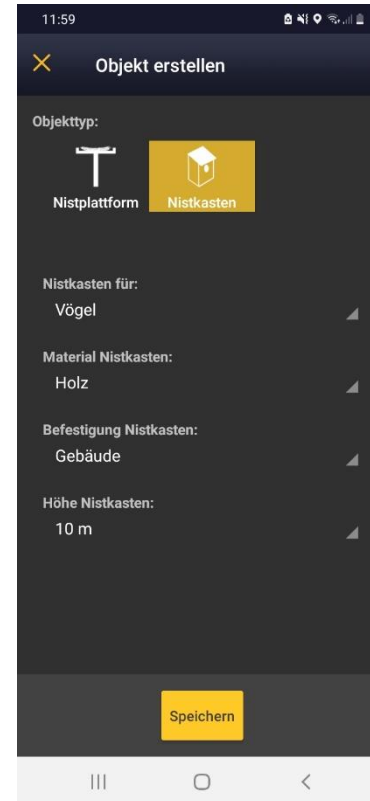 11:59
Objekt erstellen
Objekttyp:
Nistplattform Nistkasten
Nistkasten für:
Vögel
Material Nistkasten:
Holz
Befestigung Nistkasten:
Gebäude
Höhe Nistkasten:
10 m
Speichern